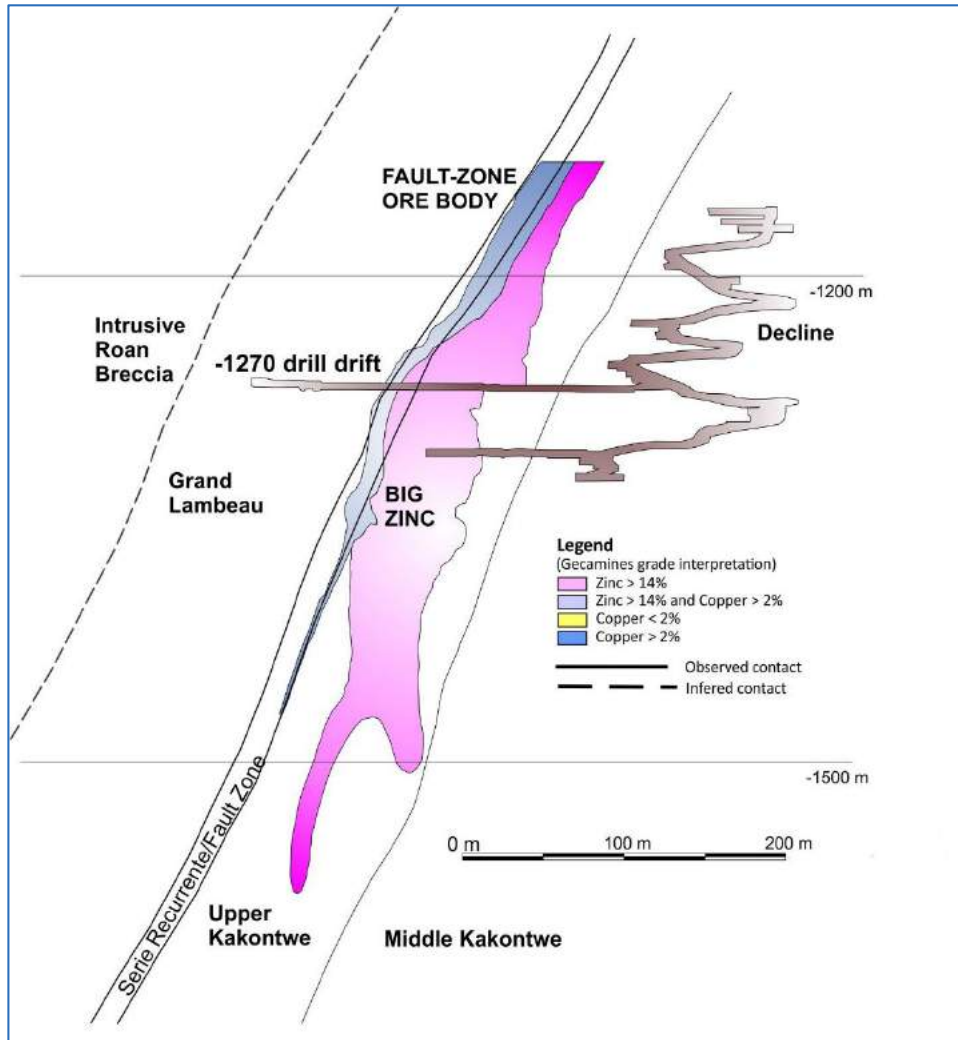 FAULT-ZONE
ORE BODY
-1200 m
Intrusive
Roan
Breccia
Decline
-1270 drill drift
Grand
Lambeau
BIG
ZINC
Legend
(Gecamines grade interpretation)
Zinc > 14%
Zinc > 14% and Copper > 2%
Copper < 2%
Copper > 2%
Observed contact
Infered contact
-1500 m
Serie Recurrente/Fault Zone
0 m 100 m 200 m
Upper
Kakontwe
Middle Kakontwe